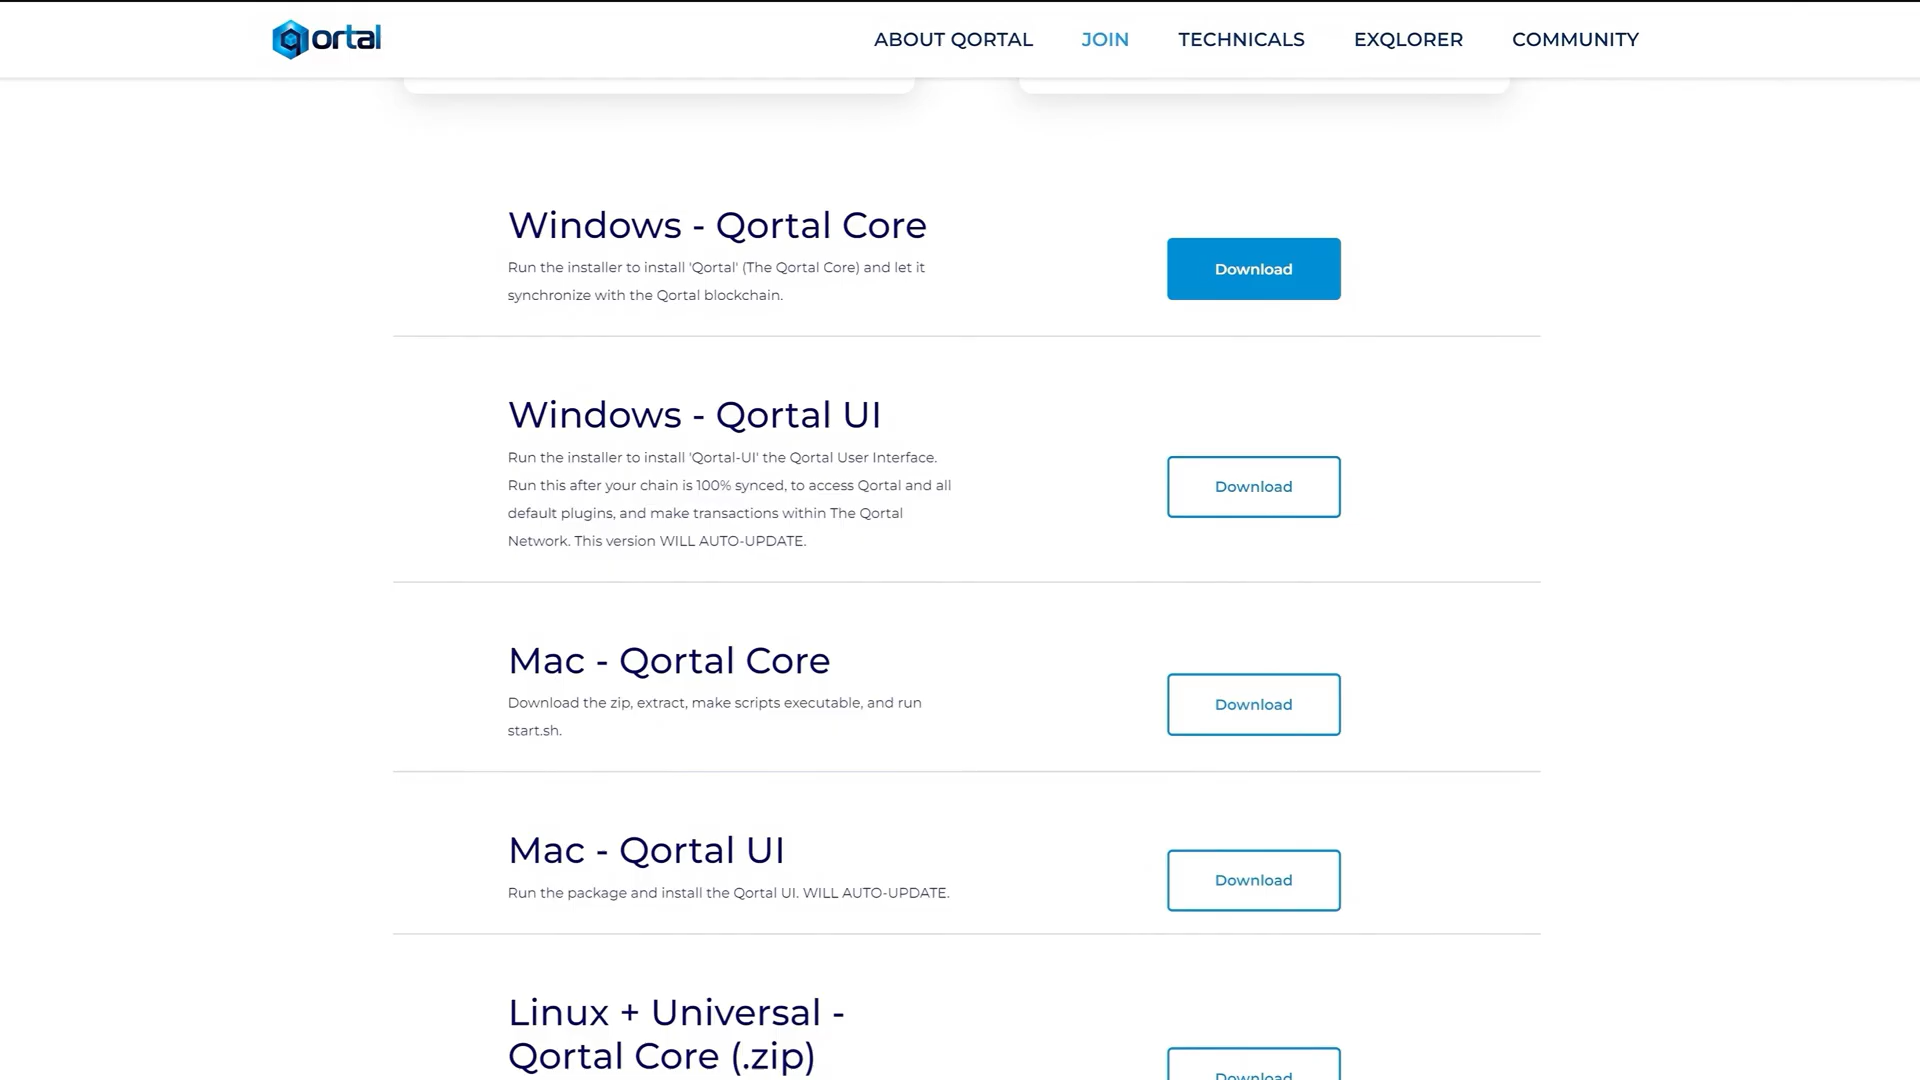 qortal
ABOUT QORTAL
JOIN
TECHNICALS
EXQLORER
COMMUNITY
Windows - Qortal Core
Run the installer to install 'Qortal' (The Qortal Core) and let it
synchronize with the Qortal blockchain.
Download
Windows - Qortal UI
Run the installer to install 'Qortal-UI' the Qortal User Interface.
Run this after your chain is 100% synced, to access Qortal and all
default plugins, and make transactions within The Qortal
Network. This version WILL AUTO-UPDATE.
Download
Mac - Qortal Core
Download the zip, extract, make scripts executable, and run
start.sh.
Download
Mac - Qortal UI
Run the package and install the Qortal UI. WILL AUTO-UPDATE.
Download
Linux + Universal -
Qortal Core (.zip)
Download